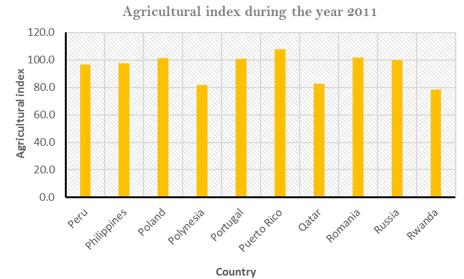 Agricultural index during the year 2011
Agricultural index
120.0
100.0
80.0
60.0
40.0
20.0
0.0
Peru
Philippines
Poland
Polynesia
Portugal
Puerto Rico
Qatar
Romania
Russia
Rwanda
Country